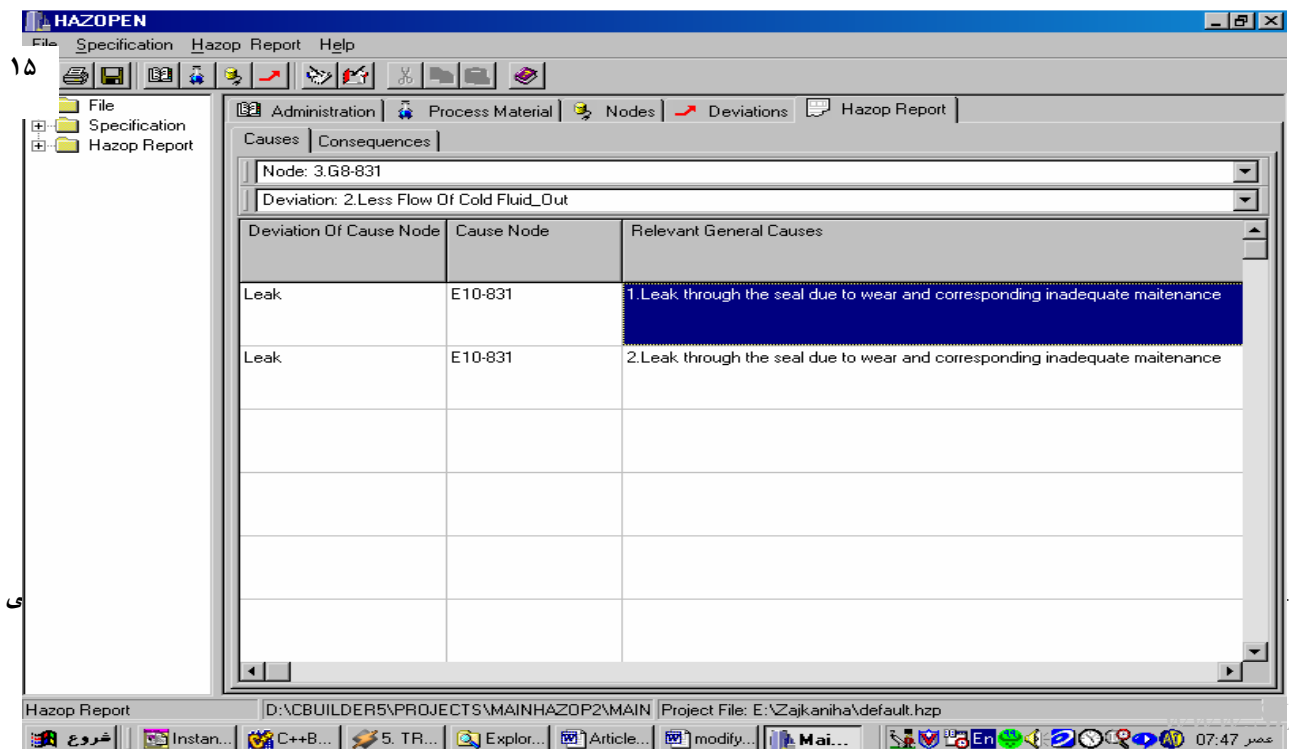 HAZOPEN
File Specification Hazop Report Help
۱۵
File
Specification
Hazop Report
Administration Process Material Nodes Deviations Hazop Report
Causes Consequences
Node: 3.G8-831
Deviation: 2.Less Flow Of Cold Fluid_Out
Deviation Of Cause Node Cause Node Relevant General Causes
Leak E10-831 1.Leak through the seal due to wear and corresponding inadequate maitenance
Leak E10-831 2.Leak through the seal due to wear and corresponding inadequate maitenance
ی
Hazop Report D:\CBUILDER5\PROJECTS\MAINHAZOP2\MAIN Project File: E:\Zajkaniha\default.hzp
شروع Instan... C++B... 5. TR... Explor... Article... modify... Mai... En 07:47 عصر